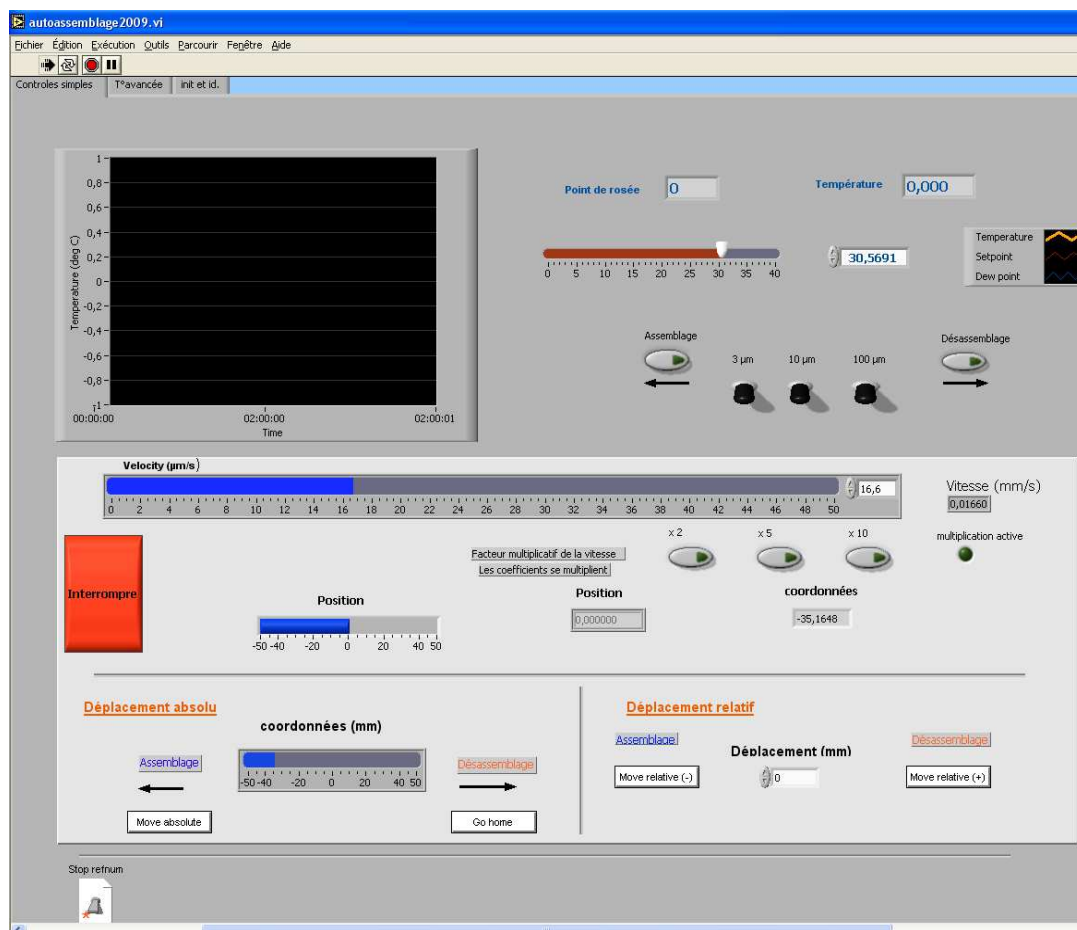 autoassemblage2009.vi
Fichier Édition Exécution Outils Parcourir Fenêtre Aide
Controles simples T°avancée init et id.
Temperature (deg C)
1
0,8
0,6
0,4
0,2
0
-0,2
-0,4
-0,6
-0,8
-1
00:00:00 02:00:00 02:00:01
Time
Point de rosée 0 Température 0,000
0 5 10 15 20 25 30 35 40
30,5691
Temperature
Setpoint
Dew point
Assemblage 3 µm 10 µm 100 µm Désassemblage
Velocity (µm/s)
0 2 4 6 8 10 12 14 16 18 20 22 24 26 28 30 32 34 36 38 40 42 44 46 48 50
16,6
Vitesse (mm/s)
0,01660
Interrompre
Facteur multiplicatif de la vitesse
Les coefficients se multiplient
x 2 x 5 x 10 multiplication active
Position
-50 -40 -20 0 20 40 50
Position
0,000000
coordonnées
-35,1648
Déplacement absolu
coordonnées (mm)
Assemblage
-50 -40 -20 0 20 40 50
Désassemblage
Move absolute Go home
Déplacement relatif
Assemblage Déplacement (mm) Désassemblage
Move relative (-) 0 Move relative (+)
Stop refnum